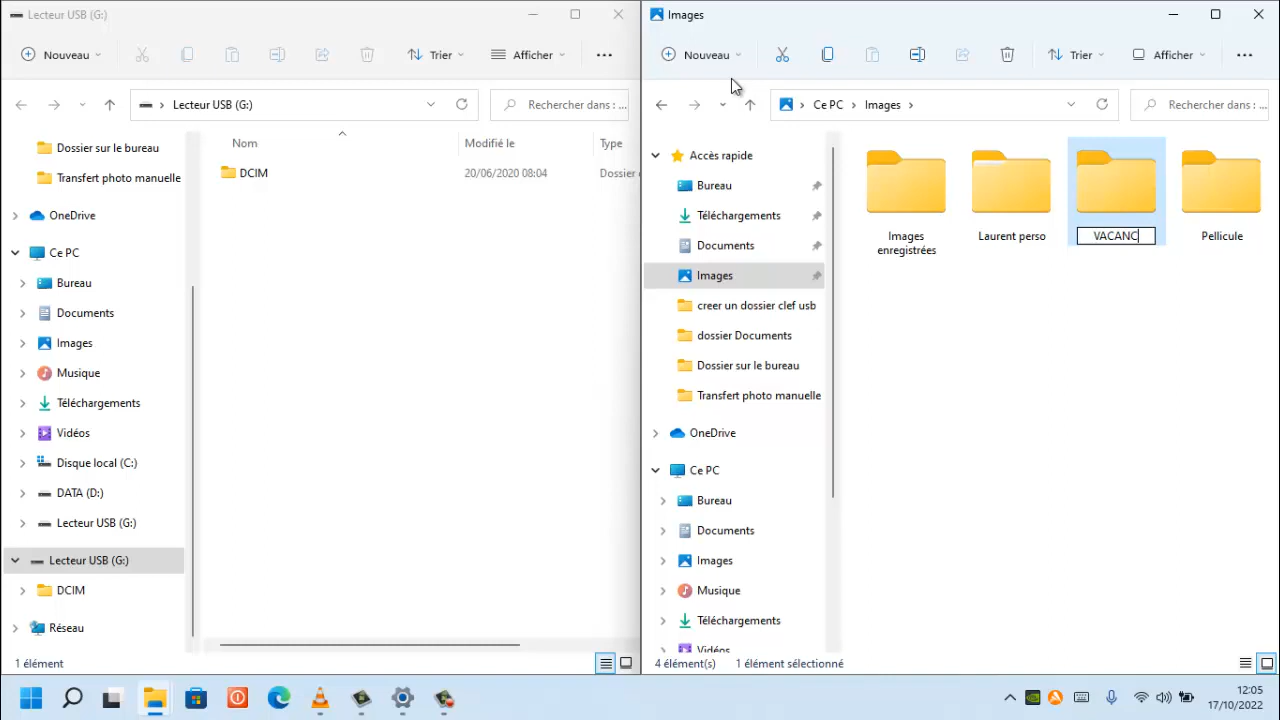 Lecteur USB (G:)
Nouveau
Trier
Afficher
Lecteur USB (G:)
Rechercher dans : ...
Dossier sur le bureau
Transfert photo manuelle
OneDrive
Ce PC
Bureau
Documents
Images
Musique
Téléchargements
Vidéos
Disque local (C:)
DATA (D:)
Lecteur USB (G:)
Lecteur USB (G:)
DCIM
Réseau
Nom
Modifié le
Type
DCIM
20/06/2020 08:04
Dossier
1 élément
Images
Nouveau
Trier
Afficher
Ce PC
Images
Rechercher dans : ...
Accès rapide
Bureau
Téléchargements
Documents
Images
creer un dossier clef usb
dossier Documents
Dossier sur le bureau
Transfert photo manuelle
OneDrive
Ce PC
Bureau
Documents
Images
Musique
Téléchargements
Vidéos
Images
enregistrées
Laurent perso
VACANC
Pellicule
4 élément(s)
1 élément sélectionné
12:05
17/10/2022